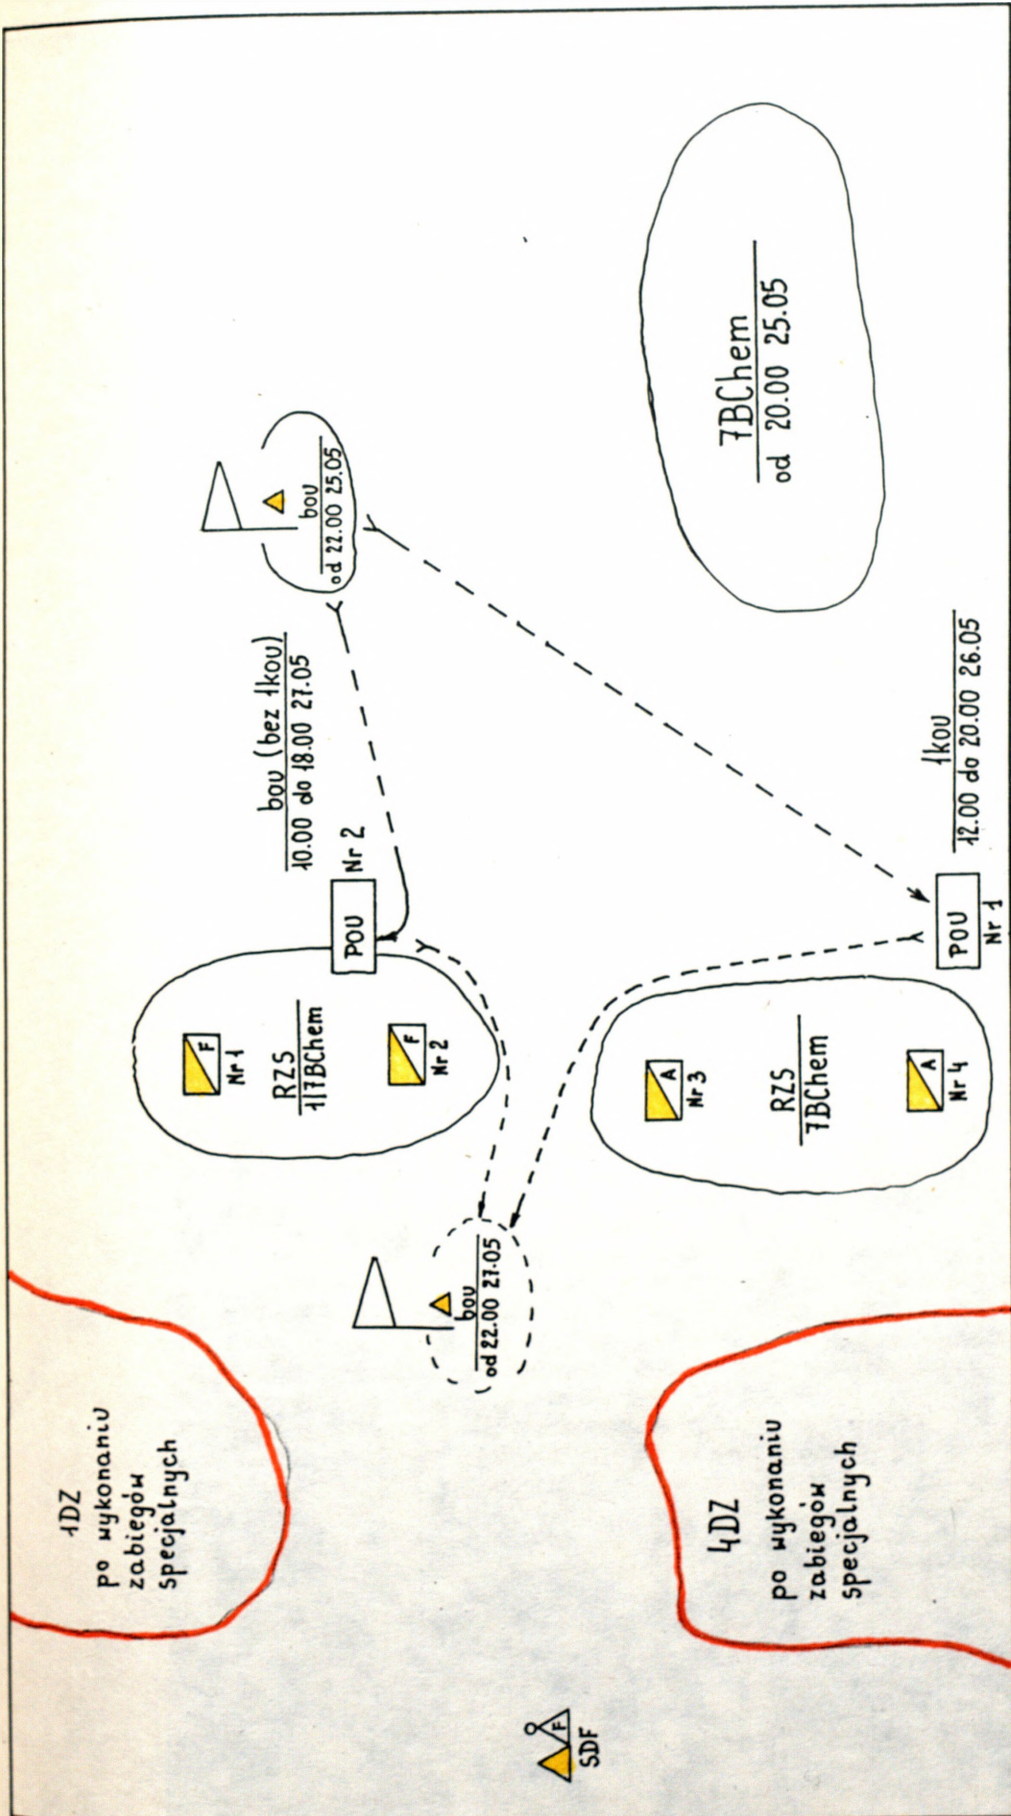 1DZ
po wykonaniu
zabiegów
specjalnych
bou
od 22.00 27.05
4DZ
po wykonaniu
zabiegów
specjalnych
F
SDF
F
Nr 1
RZS
1|7BChem
F
Nr 2
POU
Nr 2
bou (bez 1kou)
10.00 do 18.00 27.05
bou
od 22.00 25.05
A
Nr 3
RZS
7BChem
A
Nr 4
POU
Nr 1
1kou
12.00 do 20.00 26.05
7BChem
od 20.00 25.05